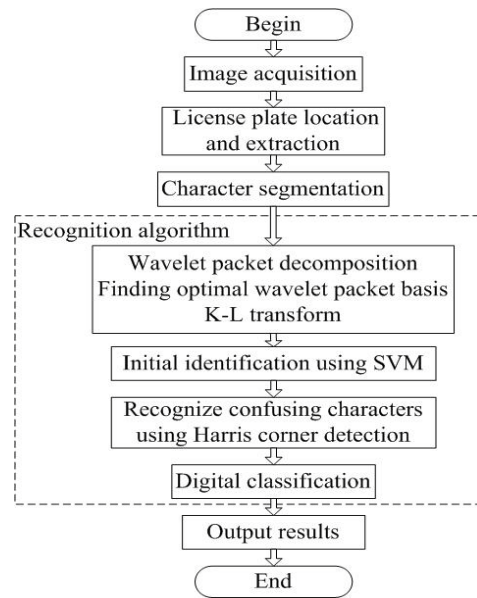 Begin
Image acquisition
License plate location
and extraction
Character segmentation
Recognition algorithm
Wavelet packet decomposition
Finding optimal wavelet packet basis
K-L transform
Initial identification using SVM
Recognize confusing characters
using Harris corner detection
Digital classification
Output results
End